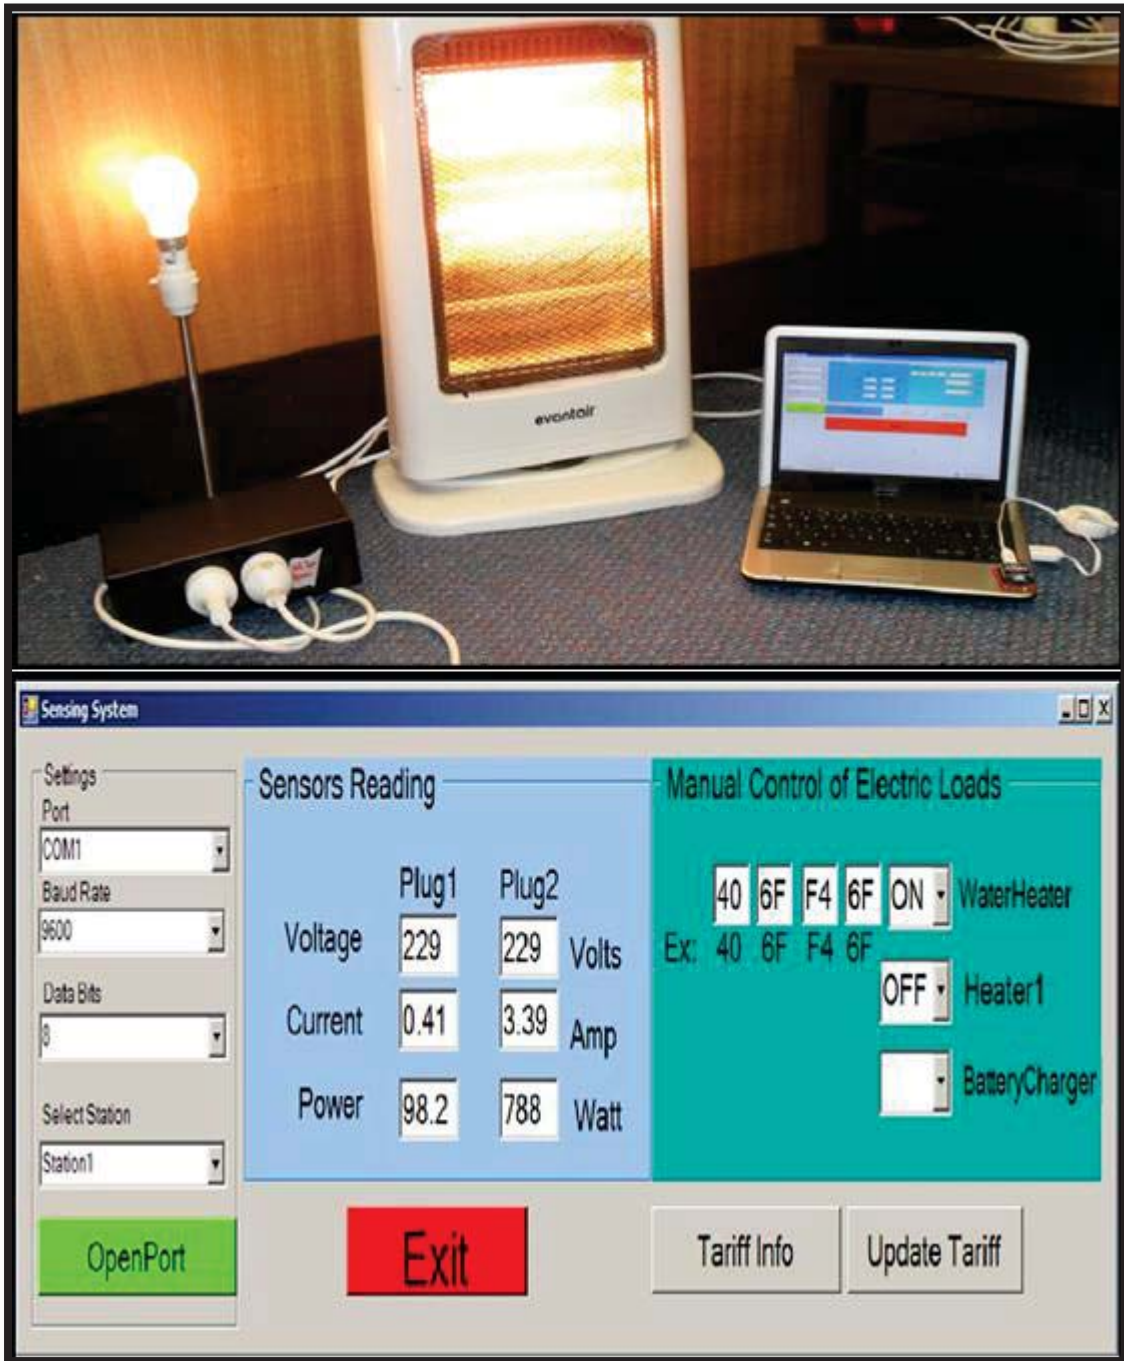 evantair
Sensing System
Settings
Port
COM1
Baud Rate
9600
Data Bits
8
Select Station
Station1
OpenPort
Sensors Reading
Plug1 Plug2
Voltage 229 229 Volts
Current 0.41 3.39 Amp
Power 98.2 788 Watt
Exit
Manual Control of Electric Loads
40 6F F4 6F ON WaterHeater
Ex: 40 6F F4 6F
OFF Heater1
BatteryCharger
Tariff Info Update Tariff